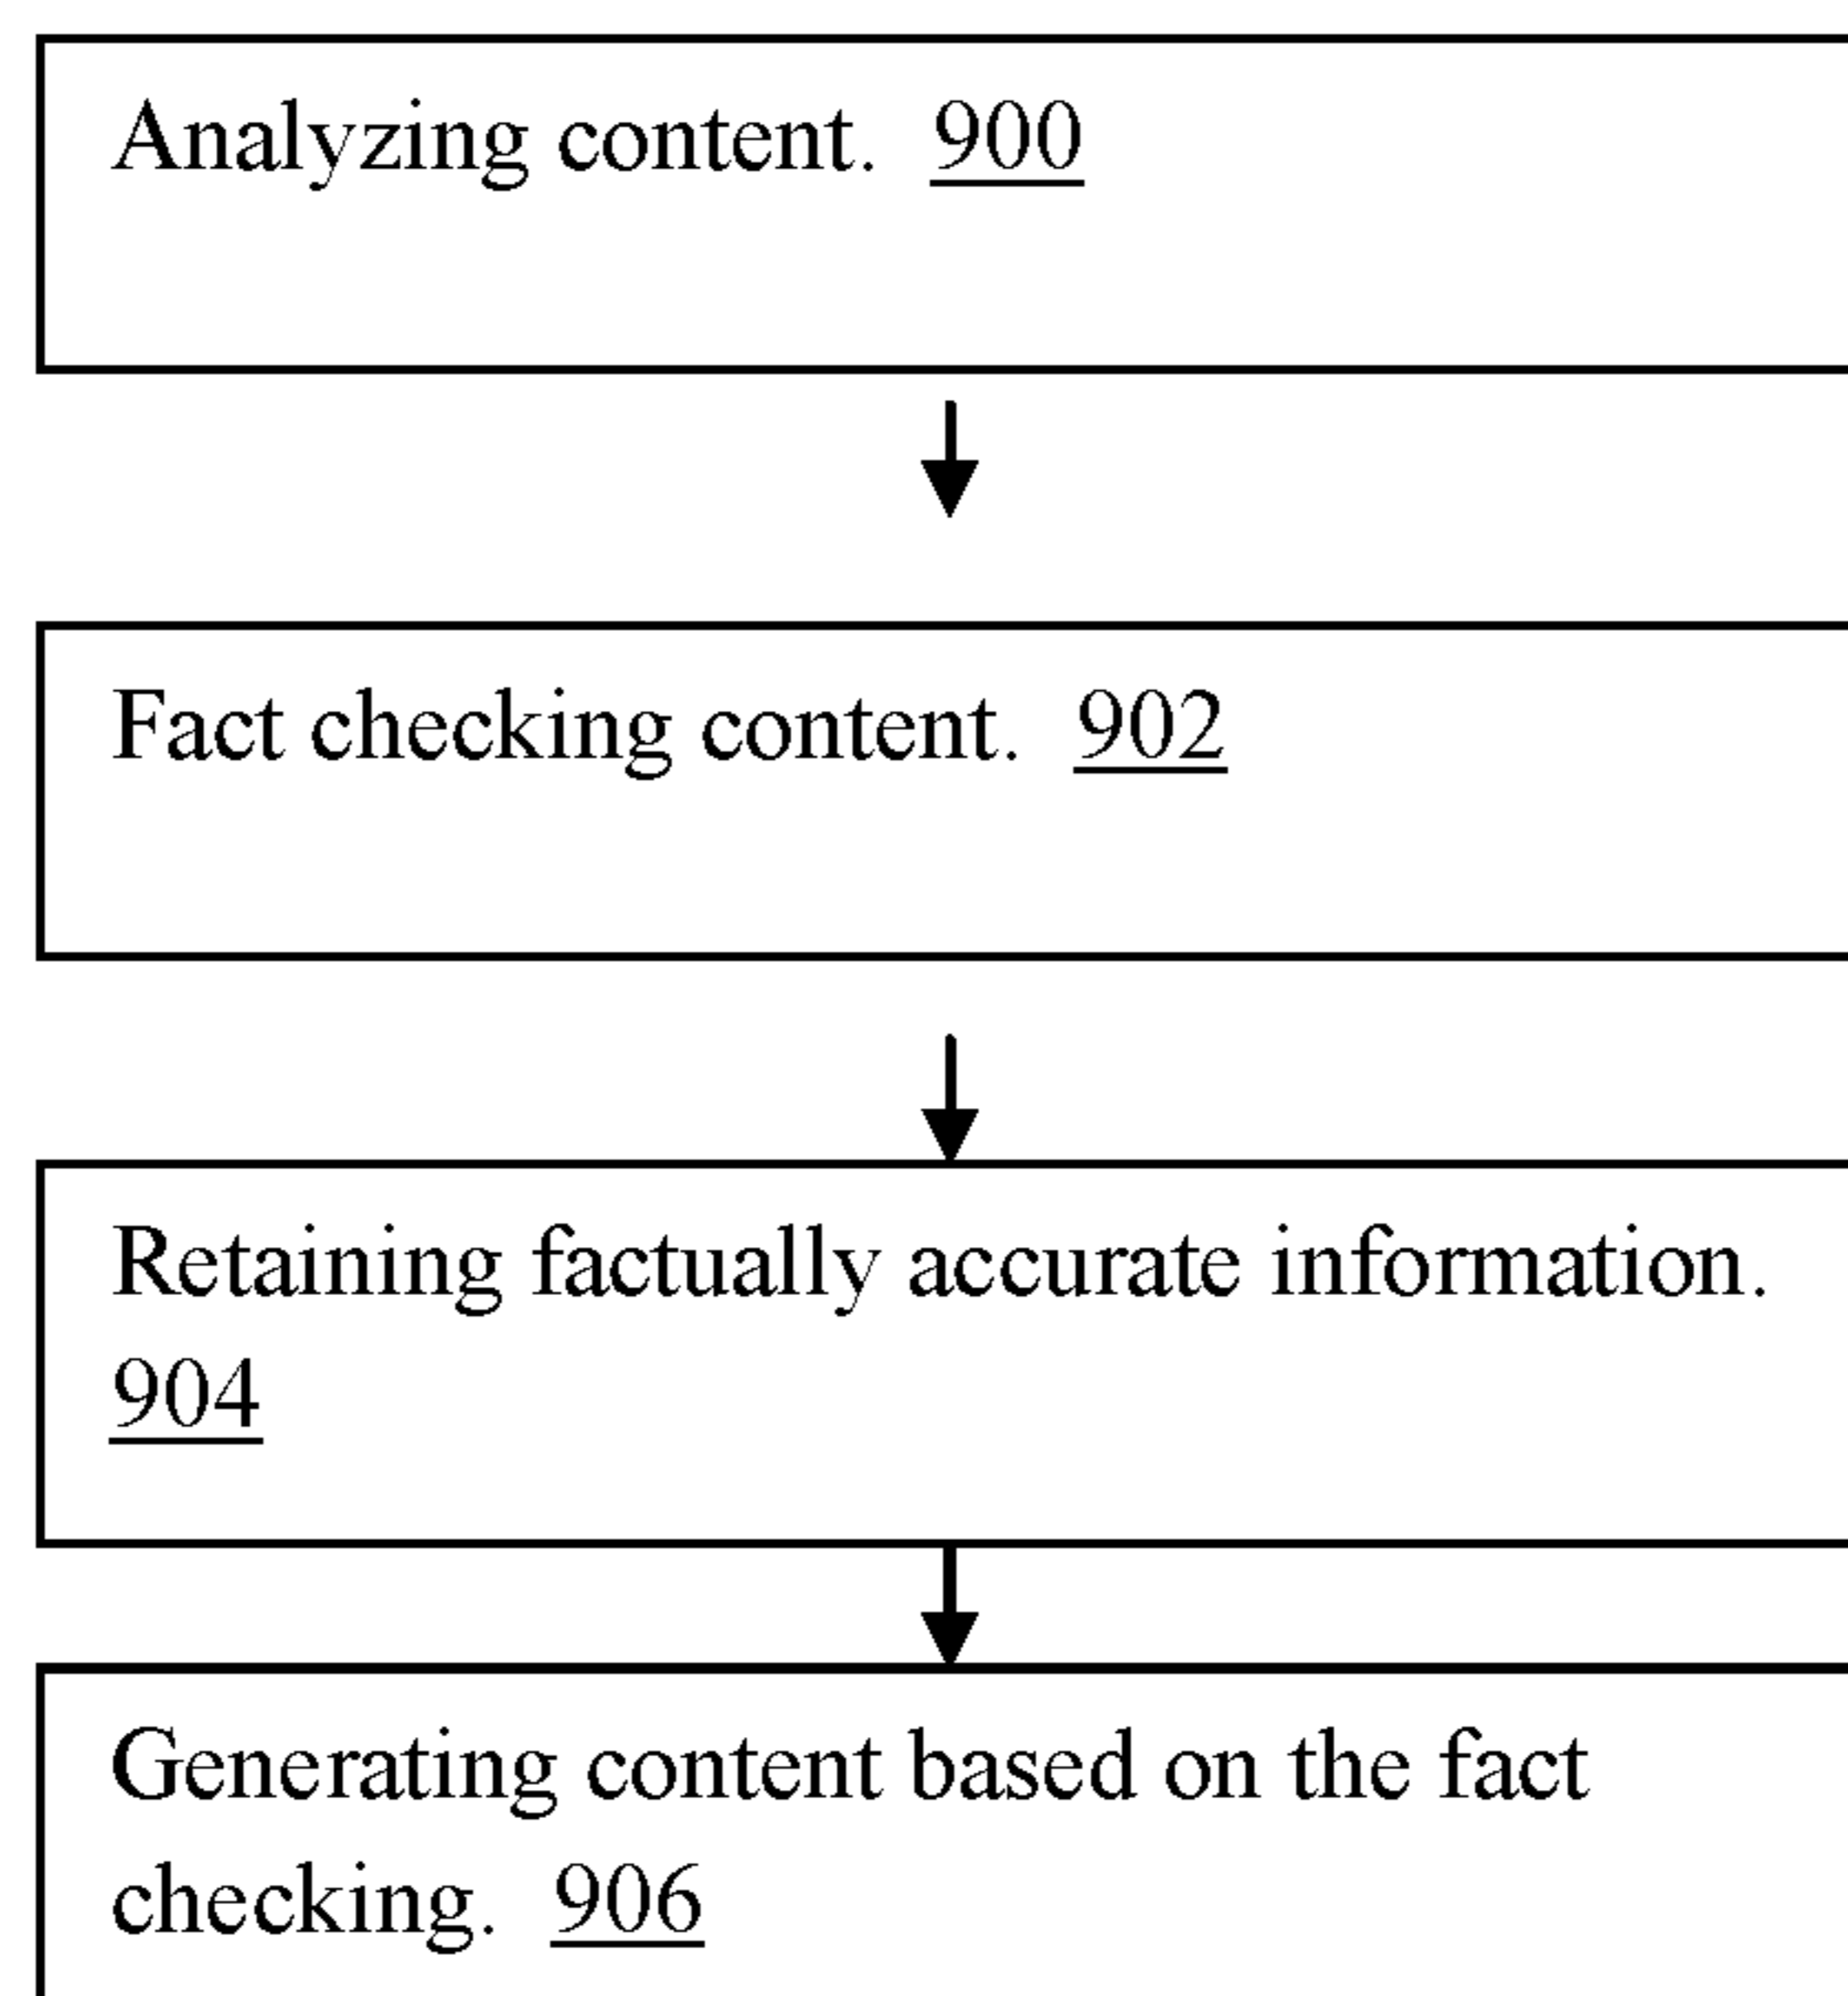 Analyzing content. 900
Fact checking content. 902
Retaining factually accurate information.
904
Generating content based on the fact
checking. 906